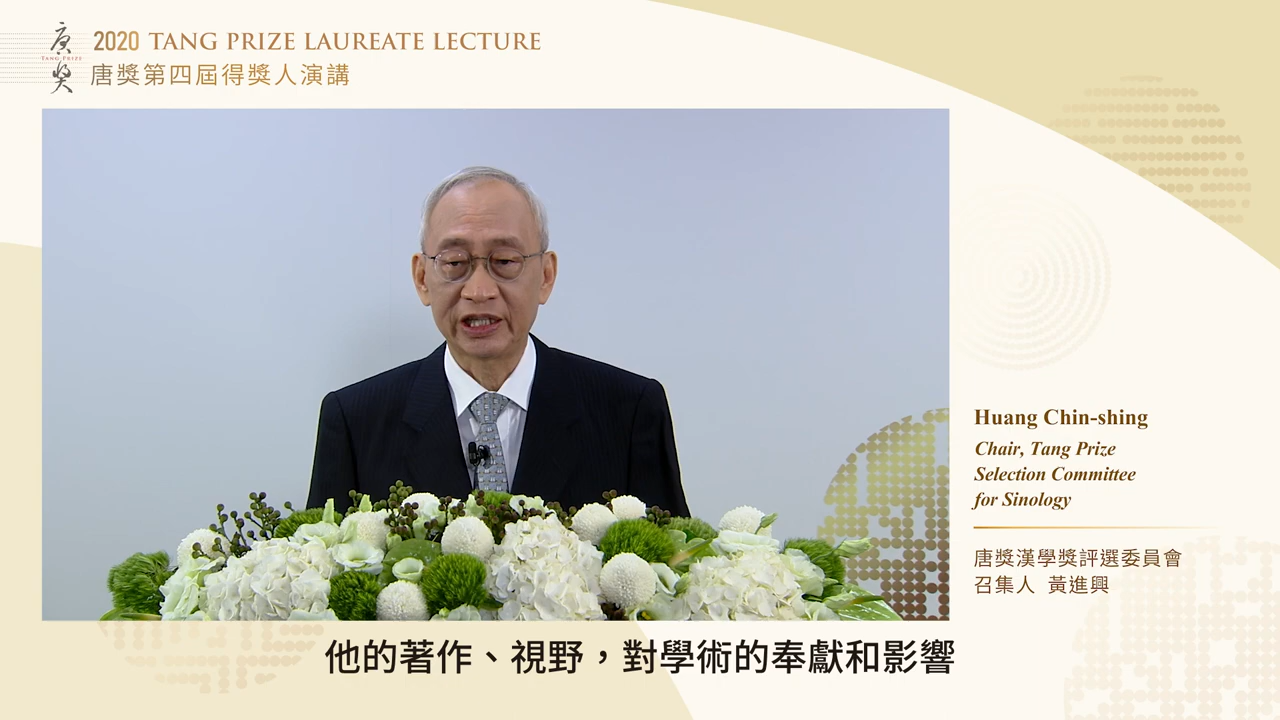 唐獎
TANG PRIZE
2020 TANG PRIZE LAUREATE LECTURE
唐獎第四屆得獎人演講
Huang Chin-shing
Chair, Tang Prize
Selection Committee
for Sinology
唐獎漢學獎評選委員會
召集人 黃進興
他的著作、視野，對學術的奉獻和影響